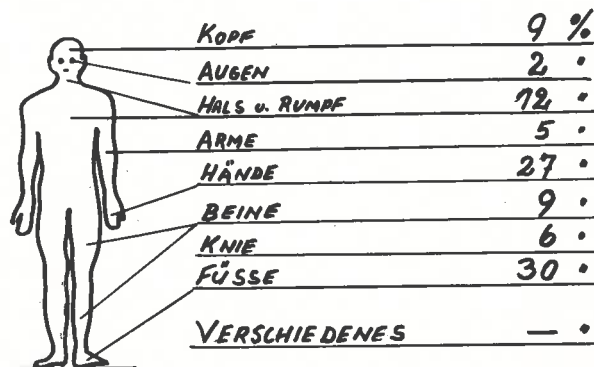 KOPF 9 %
AUGEN 2 "
HALS u. RUMPF 12 "
ARME 5 "
HÄNDE 27 "
BEINE 9 "
KNIE 6 "
FÜSSE 30 "
VERSCHIEDENES — "